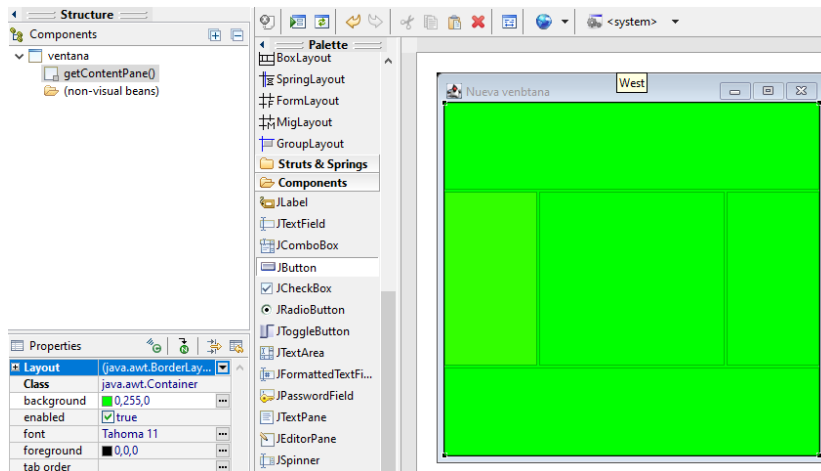 Structure
Components
ventana
getContentPane()
(non-visual beans)
Properties
Layout (java.awt.BorderLay...
Class java.awt.Container
background 0,255,0 ...
enabled true
font Tahoma 11 ...
foreground 0,0,0 ...
tab order ...
<system>
Palette
BoxLayout
SpringLayout
FormLayout
MigLayout
GroupLayout
Struts & Springs
Components
JLabel
JTextField
JComboBox
JButton
JCheckBox
JRadioButton
JToggleButton
JTextArea
JFormattedTextFi...
JPasswordField
JTextPane
JEditorPane
JSpinner
Nueva venbtana
West